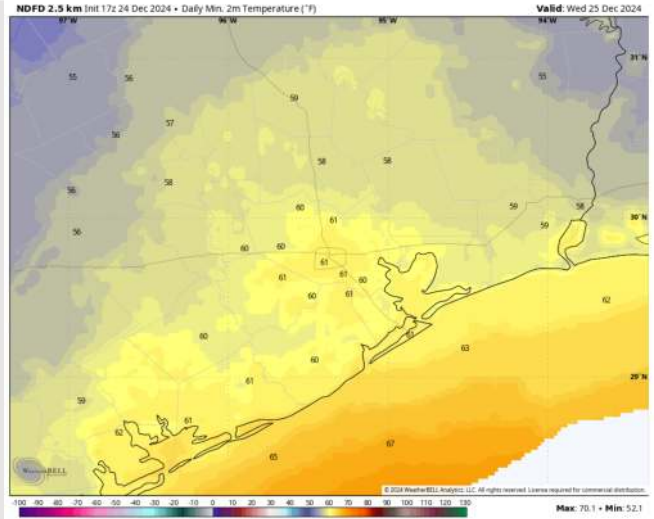 NDFD 2.5 km Init 17z 24 Dec 2024 • Daily Min. 2m Temperature (°F) Valid: Wed 25 Dec 2024
97°W 96°W 95°W 94°W
31°N
55 56 55
59
57
56
58 58
56 58
60 59 58
61 59 30°N
56
60 60
61
61 61 60
60 61 62
60
63
60
29°N
61
59
61
62
67
65
WeatherBELL
© 2024 WeatherBELL Analytics, LLC. All rights reserved. License required for commercial distribution.
-100 -90 -80 -70 -60 -50 -40 -30 -20 -10 0 10 20 30 40 50 60 70 80 90 100 110 120 130
Max: 70.1 • Min: 52.1